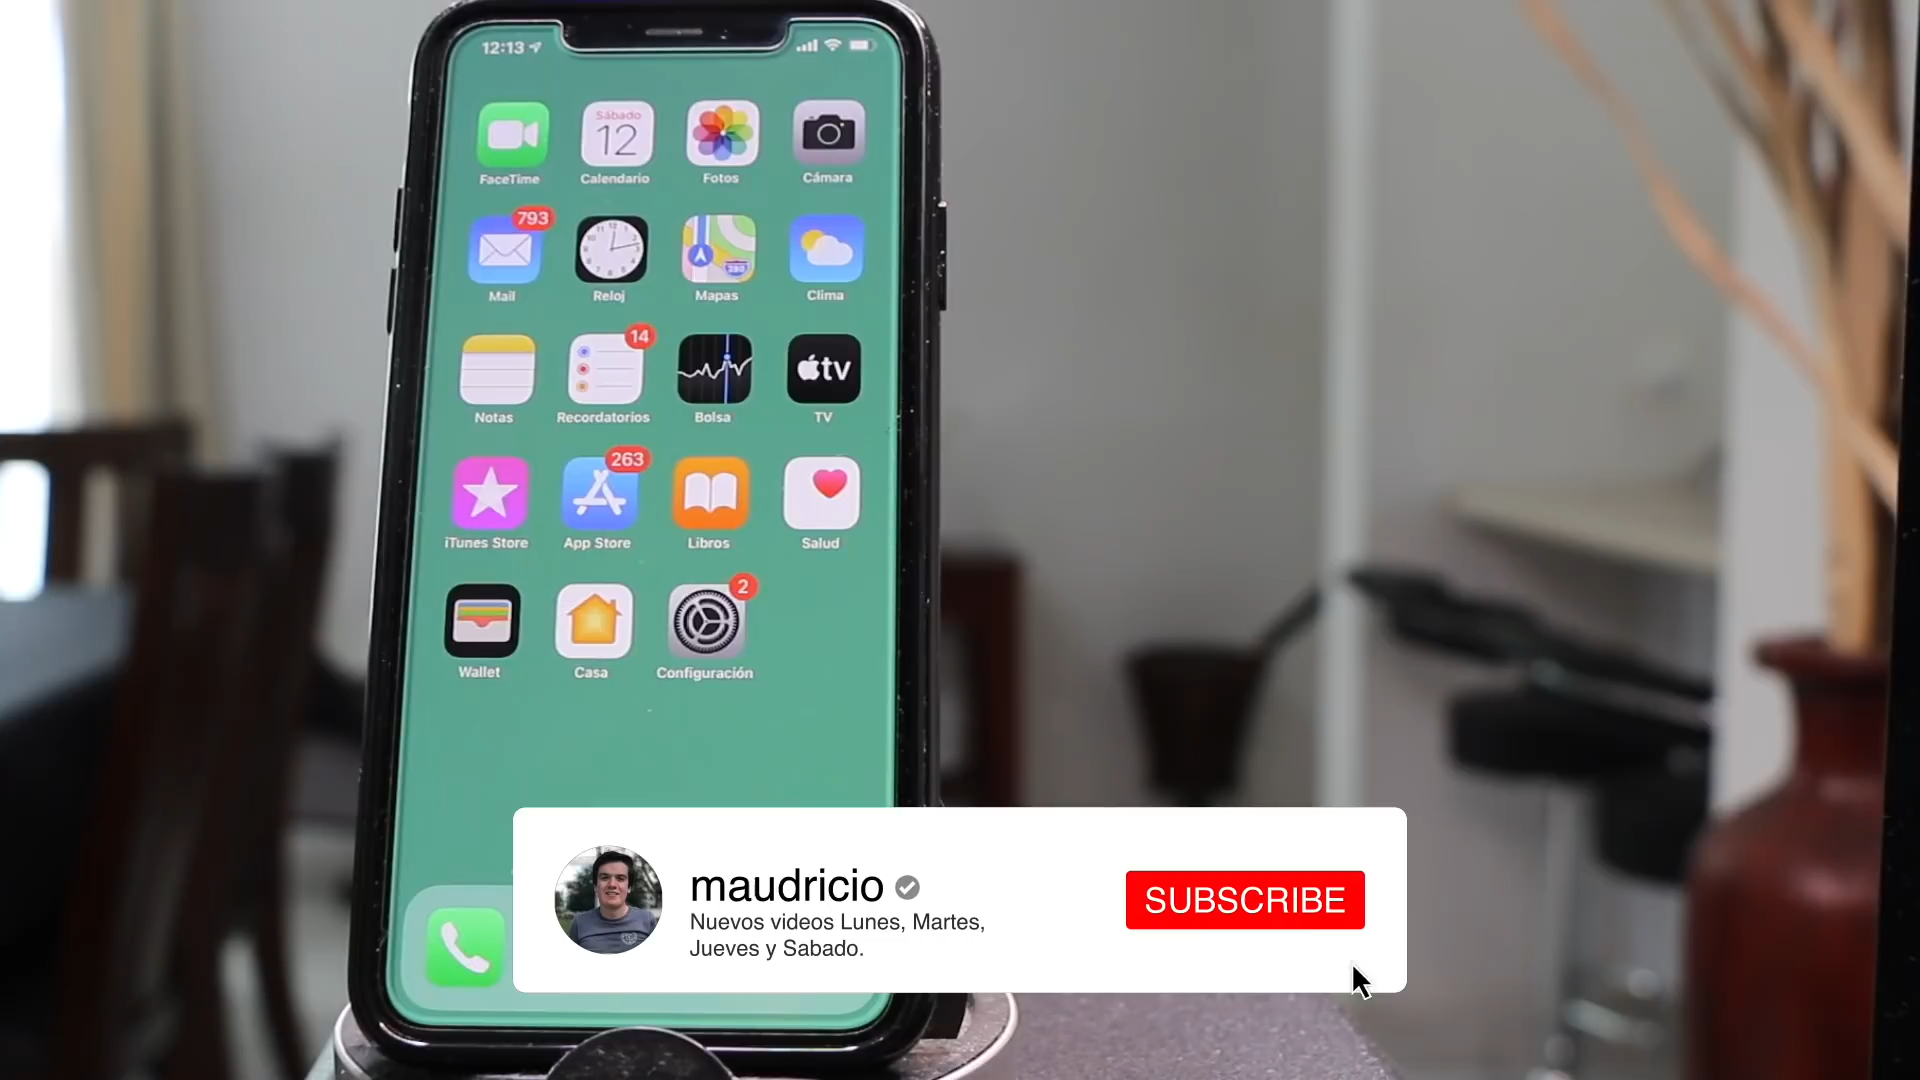 12:13
Sábado
12
FaceTime
Calendario
Fotos
Cámara
793
280
Mail
Reloj
Mapas
Clima
14
tv
Notas
Recordatorios
Bolsa
TV
263
iTunes Store
App Store
Libros
Salud
2
Wallet
Casa
Configuración
maudricio
SUBSCRIBE
Nuevos videos Lunes, Martes,
Jueves y Sabado.